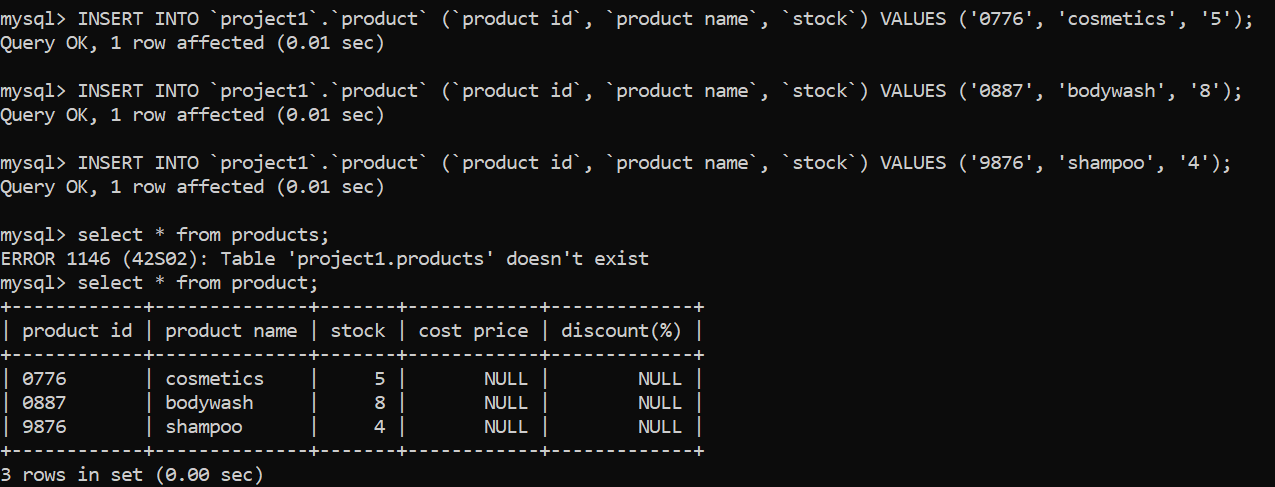 mysql> INSERT INTO `project1`.`product` (`product id`, `product name`, `stock`) VALUES ('0776', 'cosmetics', '5');
Query OK, 1 row affected (0.01 sec)
mysql> INSERT INTO `project1`.`product` (`product id`, `product name`, `stock`) VALUES ('0887', 'bodywash', '8');
Query OK, 1 row affected (0.01 sec)
mysql> INSERT INTO `project1`.`product` (`product id`, `product name`, `stock`) VALUES ('9876', 'shampoo', '4');
Query OK, 1 row affected (0.01 sec)
mysql> select * from products;
ERROR 1146 (42S02): Table 'project1.products' doesn't exist
mysql> select * from product;
+------------+--------------+-------+------------+-------------+
| product id | product name | stock | cost price | discount(%) |
+------------+--------------+-------+------------+-------------+
| 0776       | cosmetics    |     5 |       NULL |        NULL |
| 0887       | bodywash     |     8 |       NULL |        NULL |
| 9876       | shampoo      |     4 |       NULL |        NULL |
+------------+--------------+-------+------------+-------------+
3 rows in set (0.00 sec)